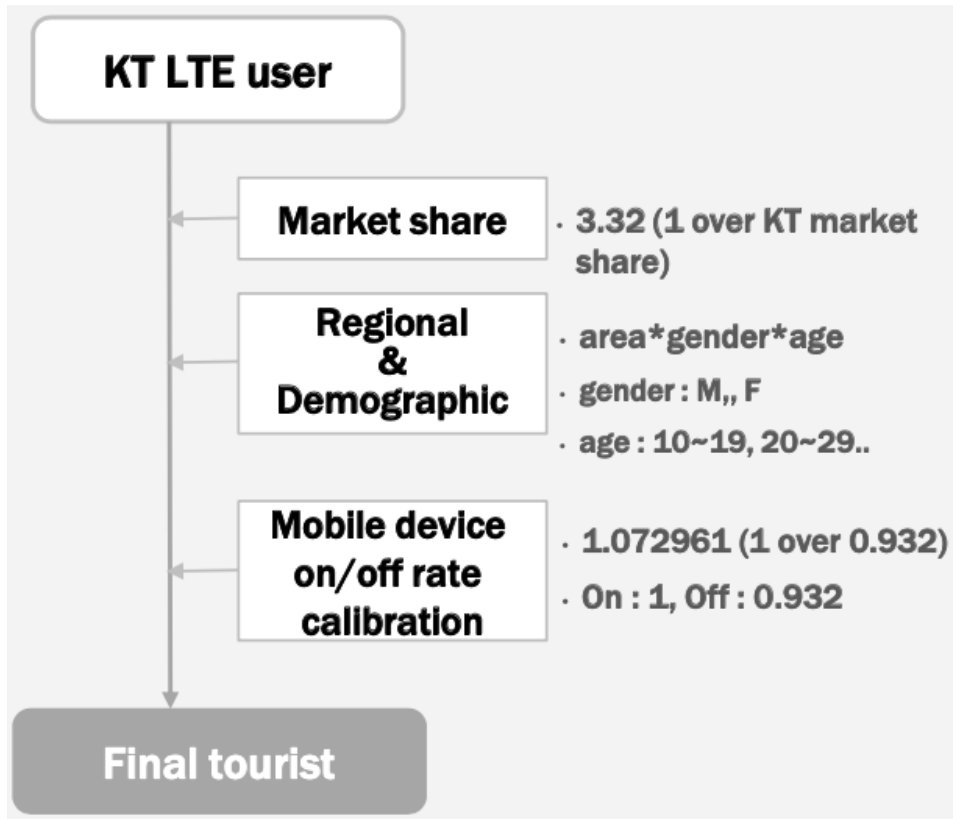 KT LTE user
Market share
· 3.32 (1 over KT market
share)
Regional
&
Demographic
· area*gender*age
· gender : M,, F
· age : 10~19, 20~29..
Mobile device
on/off rate
calibration
· 1.072961 (1 over 0.932)
· On : 1, Off : 0.932
Final tourist